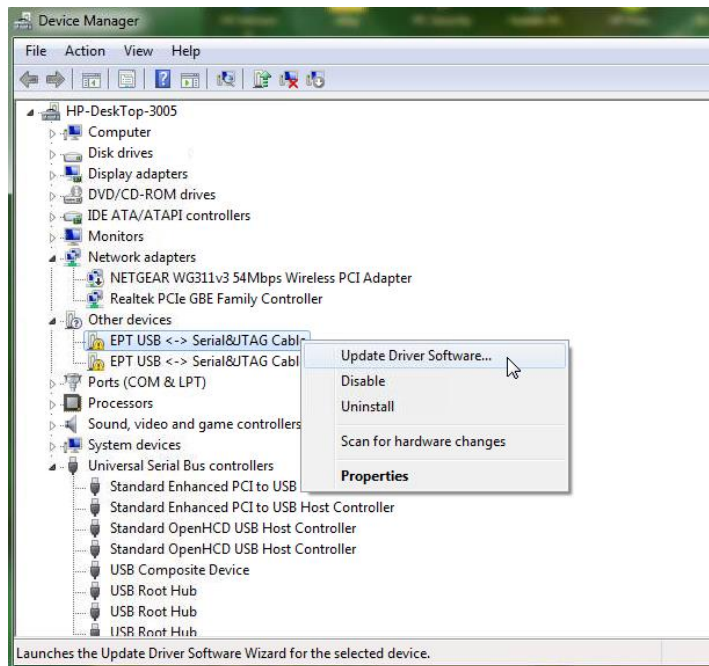 Device Manager
File Action View Help
HP-DeskTop-3005
Computer
Disk drives
Display adapters
DVD/CD-ROM drives
IDE ATA/ATAPI controllers
Monitors
Network adapters
NETGEAR WG311v3 54Mbps Wireless PCI Adapter
Realtek PCIe GBE Family Controller
Other devices
EPT USB <-> Serial&JTAG Cable
EPT USB <-> Serial&JTAG Cabl
Ports (COM & LPT)
Processors
Sound, video and game controllers
System devices
Universal Serial Bus controllers
Standard Enhanced PCI to USB
Standard Enhanced PCI to USB Host Controller
Standard OpenHCD USB Host Controller
Standard OpenHCD USB Host Controller
USB Composite Device
USB Root Hub
USB Root Hub
USB Root Hub
Update Driver Software...
Disable
Uninstall
Scan for hardware changes
Properties
Launches the Update Driver Software Wizard for the selected device.